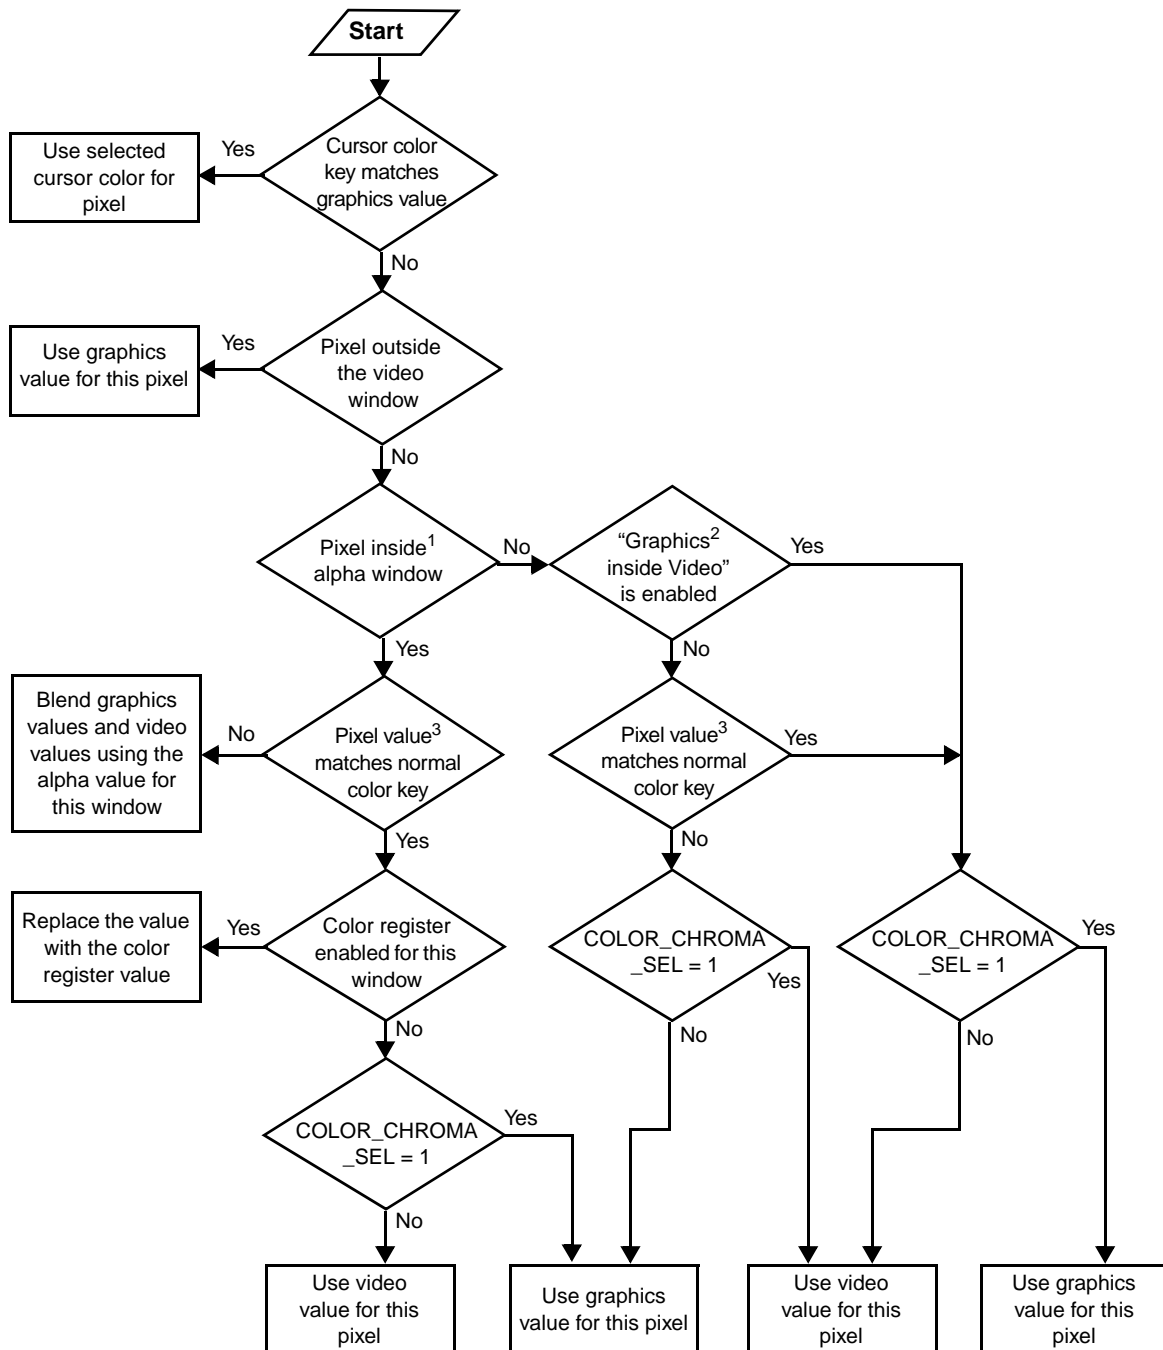 Start
Cursor color
key matches
graphics value
Yes
Use selected
cursor color for
pixel
No
Pixel outside
the video
window
Yes
Use graphics
value for this pixel
No
Pixel inside1
alpha window
No
“Graphics2
inside Video”
is enabled
Yes
Yes
No
Blend graphics
values and video
values using the
alpha value for
this window
No
Pixel value3
matches normal
color key
Pixel value3
matches normal
color key
Yes
Yes
No
Replace the value
with the color
register value
Yes
Color register
enabled for this
window
COLOR_CHROMA
_SEL = 1
Yes
COLOR_CHROMA
_SEL = 1
Yes
No
No
No
COLOR_CHROMA
_SEL = 1
Yes
No
Use video
value for this
pixel
Use graphics
value for this pixel
Use video
value for this
pixel
Use graphics
value for this
pixel